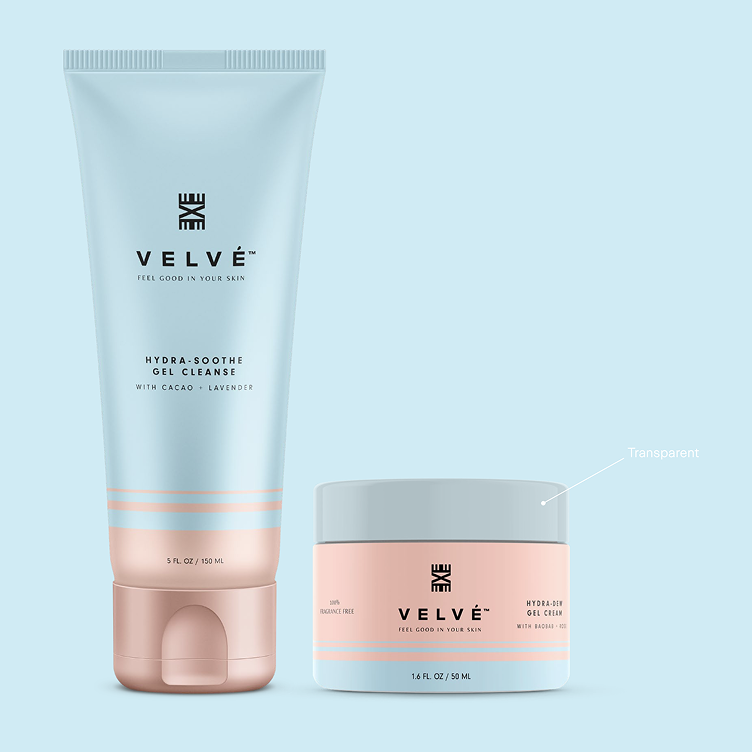 VELVÉ™
FEEL GOOD IN YOUR SKIN
HYDRA-SOOTHE
GEL CLEANSE
WITH CACAO + LAVENDER
5 FL. OZ / 150 ML
Transparent
100%
FRAGRANCE FREE
VELVÉ™
FEEL GOOD IN YOUR SKIN
HYDRA-DEW
GEL CREAM
WITH BAOBAB +
1.6 FL. OZ / 50 ML